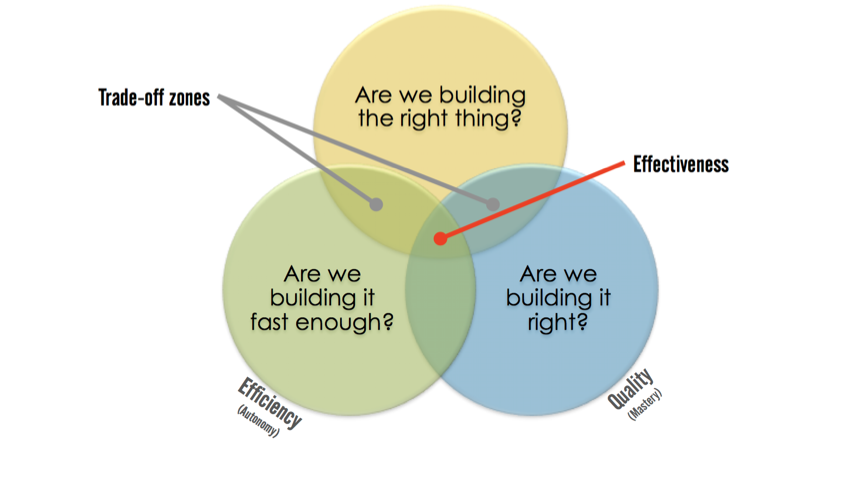 Are we building
the right thing?
Trade-off zones
Effectiveness
Are we
building it
fast enough?
Are we
building it
right?
Efficiency
(Autonomy)
Quality
(Mastery)